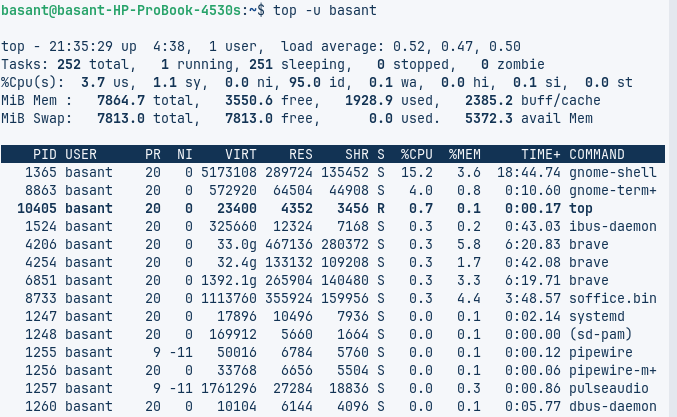 basant@basant-HP-ProBook-4530s:~$ top -u basant
top - 21:35:29 up  4:38,  1 user,  load average: 0.52, 0.47, 0.50
Tasks: 252 total,   1 running, 251 sleeping,   0 stopped,   0 zombie
%Cpu(s):  3.7 us,  1.1 sy,  0.0 ni, 95.0 id,  0.1 wa,  0.0 hi,  0.1 si,  0.0 st
MiB Mem :   7864.7 total,   3550.6 free,   1928.9 used,   2385.2 buff/cache
MiB Swap:   7813.0 total,   7813.0 free,      0.0 used.   5372.3 avail Mem
PID USER      PR  NI    VIRT    RES    SHR S  %CPU  %MEM     TIME+ COMMAND
1365 basant    20   0 5173108 289724 135452 S  15.2   3.6  18:44.74 gnome-shell
8863 basant    20   0  572920  64504  44908 S   4.0   0.8   0:10.60 gnome-term+
10405 basant    20   0   23400   4352   3456 R   0.7   0.1   0:00.17 top
1524 basant    20   0  325660  12324   7168 S   0.3   0.2   0:43.03 ibus-daemon
4206 basant    20   0   33.0g 467136 280372 S   0.3   5.8   6:20.83 brave
4254 basant    20   0   32.4g 133132 109208 S   0.3   1.7   0:42.08 brave
6851 basant    20   0 1392.1g 265904 140480 S   0.3   3.3   6:19.71 brave
8733 basant    20   0 1113760 355924 159956 S   0.3   4.4   3:48.57 soffice.bin
1247 basant    20   0   17896  10496   7936 S   0.0   0.1   0:02.14 systemd
1248 basant    20   0  169912   5660   1664 S   0.0   0.1   0:00.00 (sd-pam)
1255 basant     9 -11   50016   6784   5760 S   0.0   0.1   0:00.12 pipewire
1256 basant    20   0   33768   6656   5504 S   0.0   0.1   0:00.06 pipewire-m+
1257 basant     9 -11 1761296  27284  18836 S   0.0   0.3   0:00.86 pulseaudio
1260 basant    20   0   10104   6144   4096 S   0.0   0.1   0:05.77 dbus-daemon